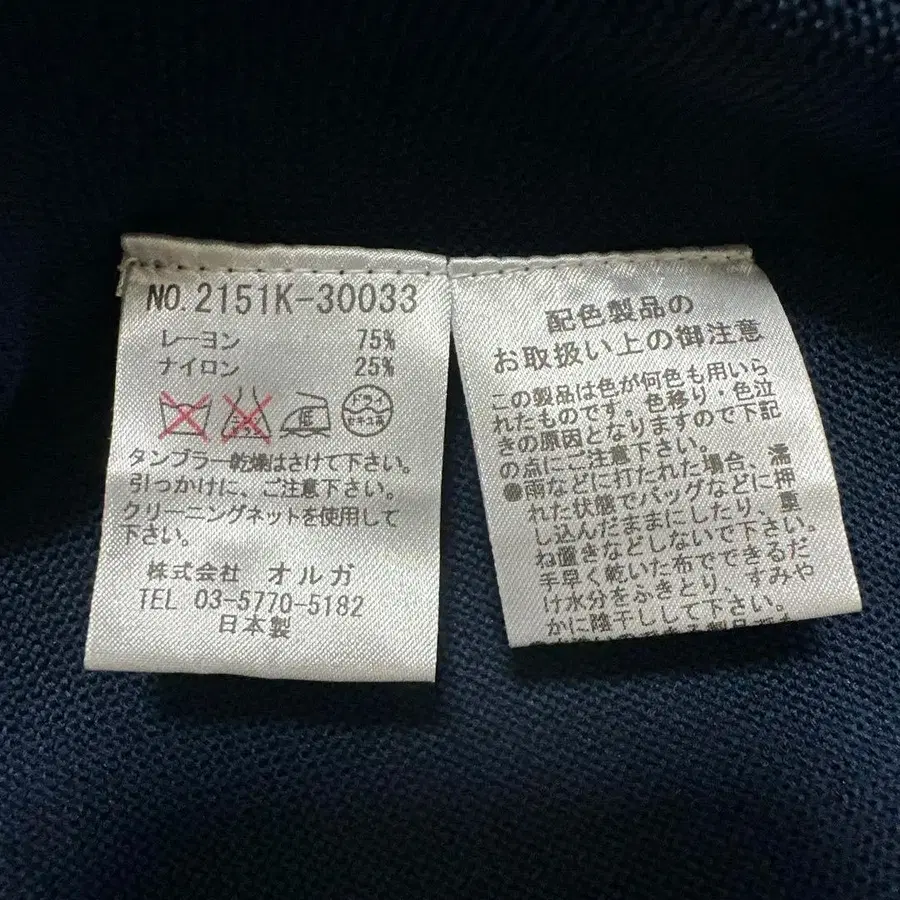 NO.2151K-30033
レーヨン 75%
ナイロン 25%
ドライ
セキユ系
タンブラー乾燥はさけて下さい。
引っかけに、ご注意下さい。
クリーニングネットを使用して
下さい。
株式会社 オルガ
TEL 03-5770-5182
日本製
配色製品の
お取扱い上の御注意
この製品は色が何色も用いら
れたものです。色移り・色泣
きの原因となりますので下記
の点にご注意下さい。
●雨などに打たれた場合、濡
れた状態でバッグなどに押
し込んだままにしたり、重
ね置きなどしないで下さい。
手早く乾いた布でできるだ
け水分をふきとり、すみや
かに陰干しして下さい。